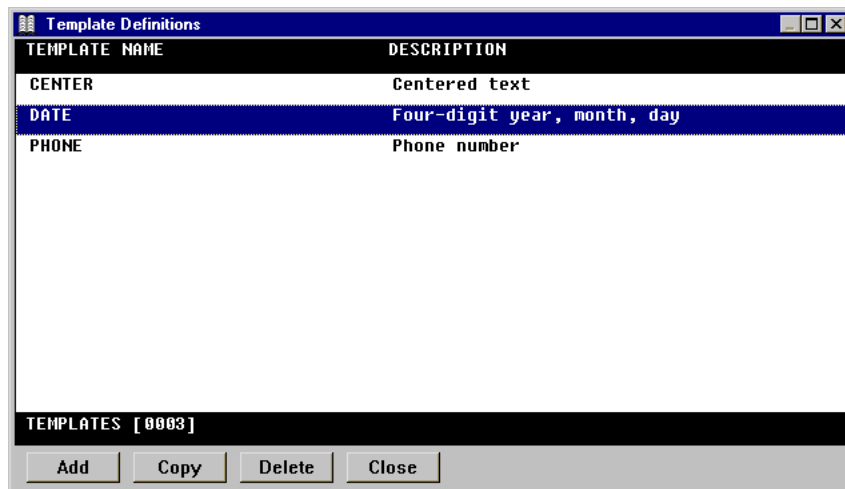 Template Definitions
TEMPLATE NAME DESCRIPTION
CENTER Centered text
DATE Four-digit year, month, day
PHONE Phone number
TEMPLATES [0003]
Add Copy Delete Close